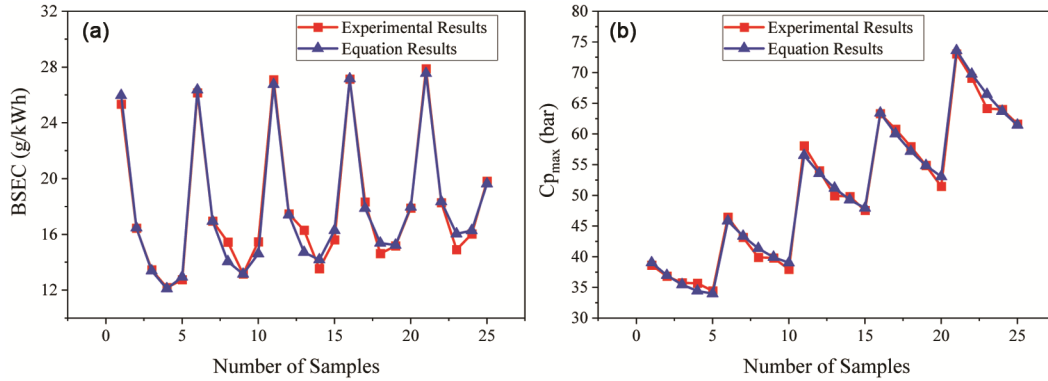 (a)
Experimental Results
Equation Results
BSEC (g/kWh)
32
28
24
20
16
12
0 5 10 15 20 25
Number of Samples
(b)
Experimental Results
Equation Results
Cpmax (bar)
80
75
70
65
60
55
50
45
40
35
30
0 5 10 15 20 25
Number of Samples